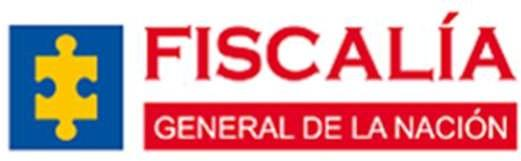 FISCALÍA
GENERAL DE LA NACIÓN